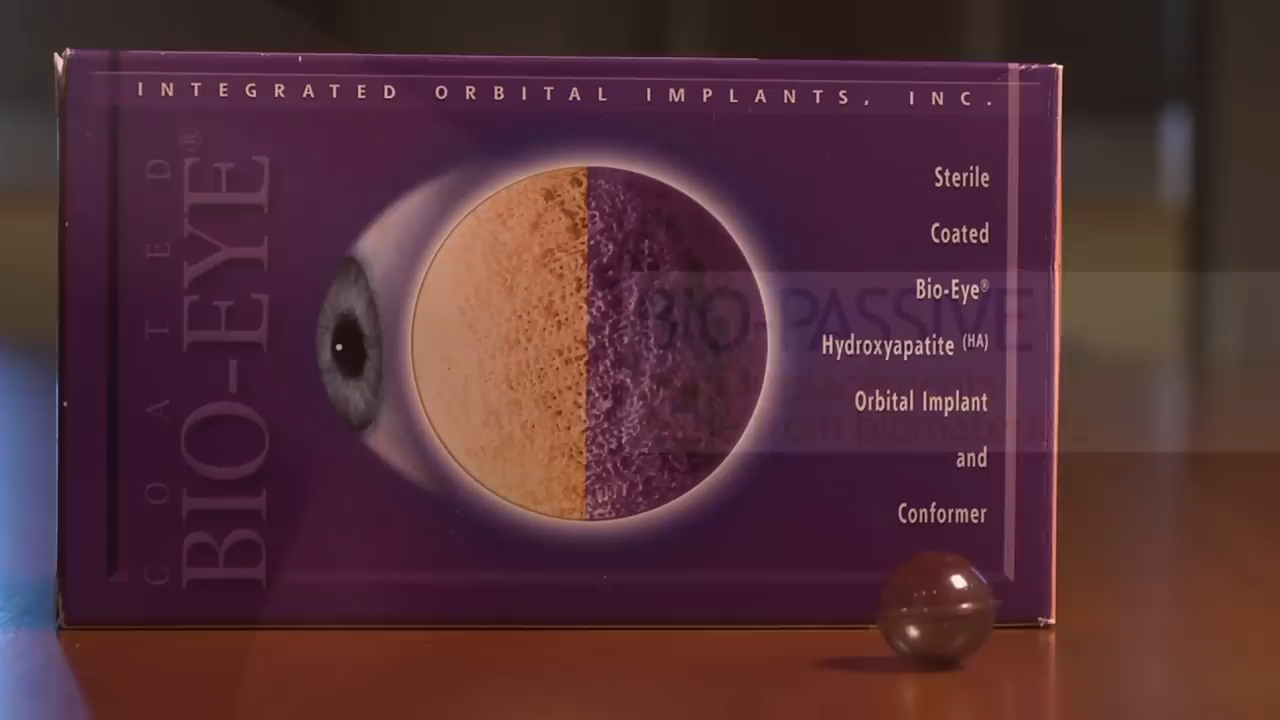 INTEGRATED ORBITAL IMPLANTS, INC.
COATED
BIO-EYE®
Sterile
Coated
Bio-Eye®
Hydroxyapatite (HA)
Orbital Implant
and
Conformer
BIO-PASSIVE